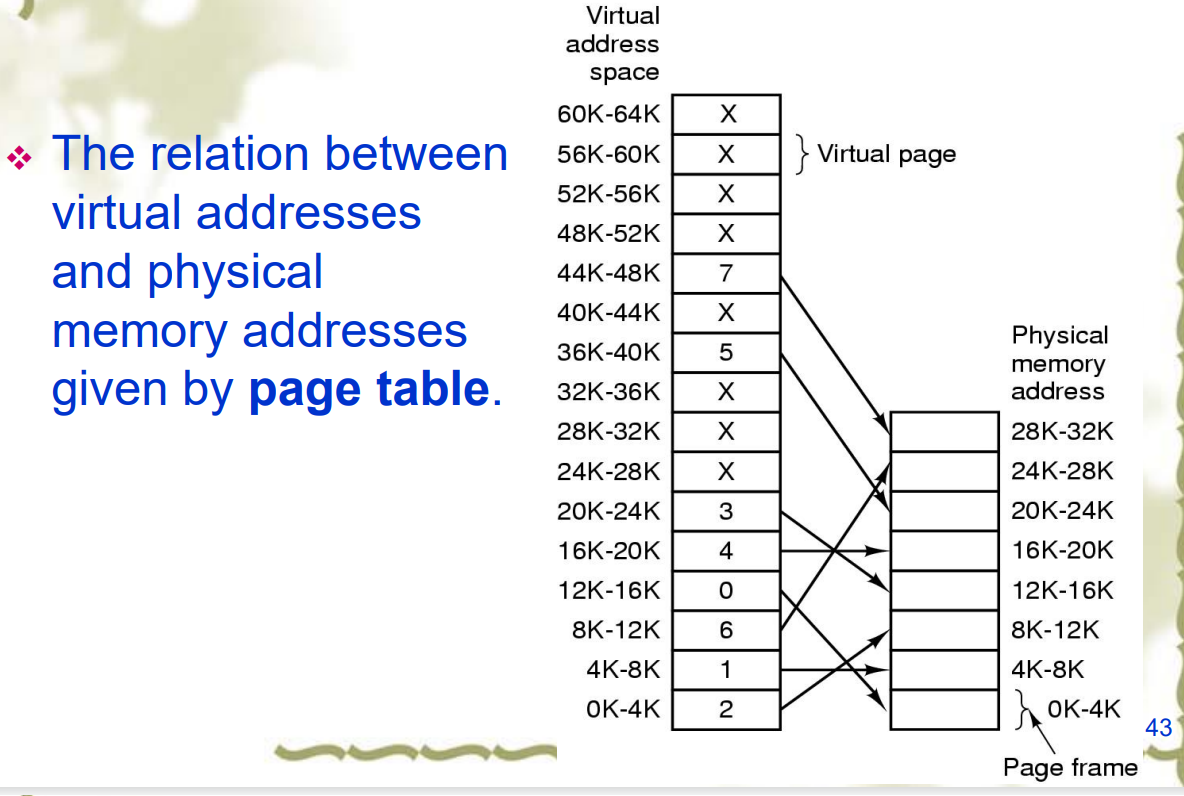 The relation between
virtual addresses
and physical
memory addresses
given by page table.
Virtual
address
space
60K-64K X
56K-60K X
Virtual page
52K-56K X
48K-52K X
44K-48K 7
40K-44K X
36K-40K 5
32K-36K X
28K-32K X
24K-28K X
20K-24K 3
16K-20K 4
12K-16K 0
8K-12K 6
4K-8K 1
0K-4K 2
Physical
memory
address
28K-32K
24K-28K
20K-24K
16K-20K
12K-16K
8K-12K
4K-8K
0K-4K
Page frame
43